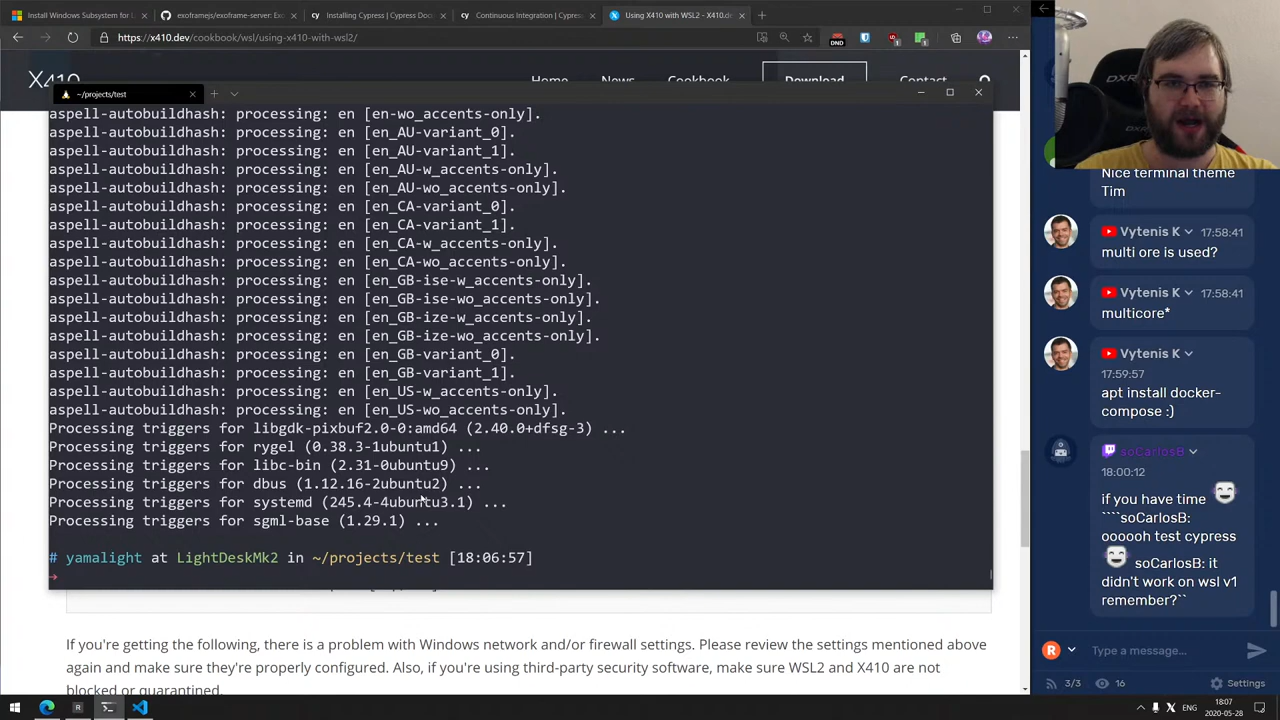 Install Windows Subsystem for L
exoframejs/exoframe-server: Exo
Installing Cypress | Cypress Doc
Continuous Integration | Cypress
Using X410 with WSL2 - X410.de
https://x410.dev/cookbook/wsl/using-x410-with-wsl2/
DND
X410
Home
News
Cookbook
Download
Contact
~/projects/test
aspell-autobuildhash: processing: en [en-wo_accents-only].
aspell-autobuildhash: processing: en [en_AU-variant_0].
aspell-autobuildhash: processing: en [en_AU-variant_1].
aspell-autobuildhash: processing: en [en_AU-w_accents-only].
aspell-autobuildhash: processing: en [en_AU-wo_accents-only].
aspell-autobuildhash: processing: en [en_CA-variant_0].
aspell-autobuildhash: processing: en [en_CA-variant_1].
aspell-autobuildhash: processing: en [en_CA-w_accents-only].
aspell-autobuildhash: processing: en [en_CA-wo_accents-only].
aspell-autobuildhash: processing: en [en_GB-ise-w_accents-only].
aspell-autobuildhash: processing: en [en_GB-ise-wo_accents-only].
aspell-autobuildhash: processing: en [en_GB-ize-w_accents-only].
aspell-autobuildhash: processing: en [en_GB-ize-wo_accents-only].
aspell-autobuildhash: processing: en [en_GB-variant_0].
aspell-autobuildhash: processing: en [en_GB-variant_1].
aspell-autobuildhash: processing: en [en_US-w_accents-only].
aspell-autobuildhash: processing: en [en_US-wo_accents-only].
Processing triggers for libgdk-pixbuf2.0-0:amd64 (2.40.0+dfsg-3) ...
Processing triggers for rygel (0.38.3-1ubuntu1) ...
Processing triggers for libc-bin (2.31-0ubuntu9) ...
Processing triggers for dbus (1.12.16-2ubuntu2) ...
Processing triggers for systemd (245.4-4ubuntu3.1) ...
Processing triggers for sgml-base (1.29.1) ...
# yamalight at LightDeskMk2 in ~/projects/test [18:06:57]
→
If you're getting the following, there is a problem with Windows network and/or firewall settings. Please review the settings mentioned above
again and make sure they're properly configured. Also, if you're using third-party security software, make sure WSL2 and X410 are not
blocked or quarantined.
DXR
Nice terminal theme
Tim
Vytenis K
17:58:41
multi ore is used?
Vytenis K
17:58:41
multicore*
Vytenis K
17:59:57
apt install docker-
compose :)
soCarlosB
18:00:12
if you have time
````soCarlosB:
oooooh test cypress
soCarlosB: it
didn't work on wsl v1
remember?``
R
Type a message...
3/3
16
Settings
ENG
18:07
2020-05-28